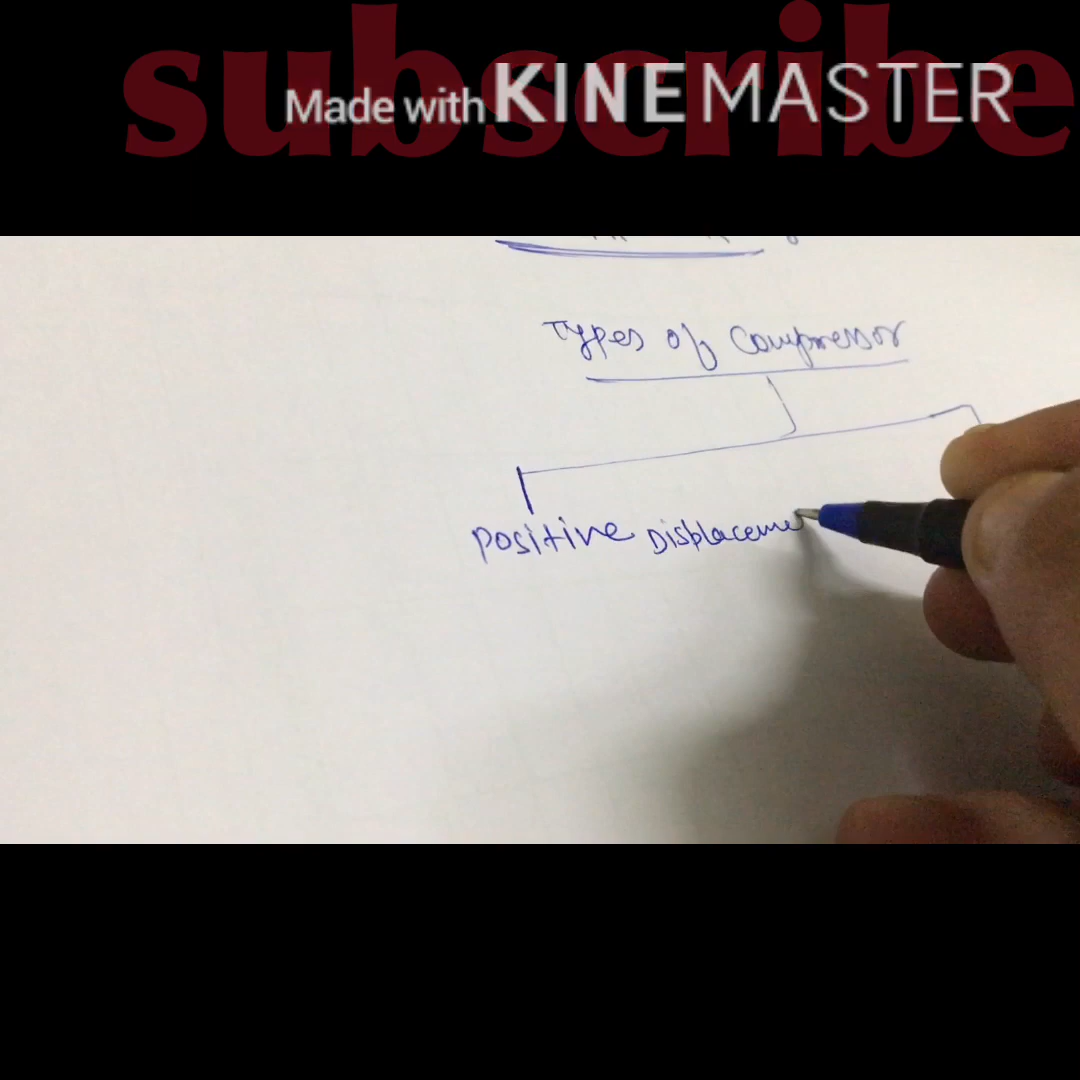 subscribe
Made with KINEMASTER
Types of Compressor
Positive Displaceme